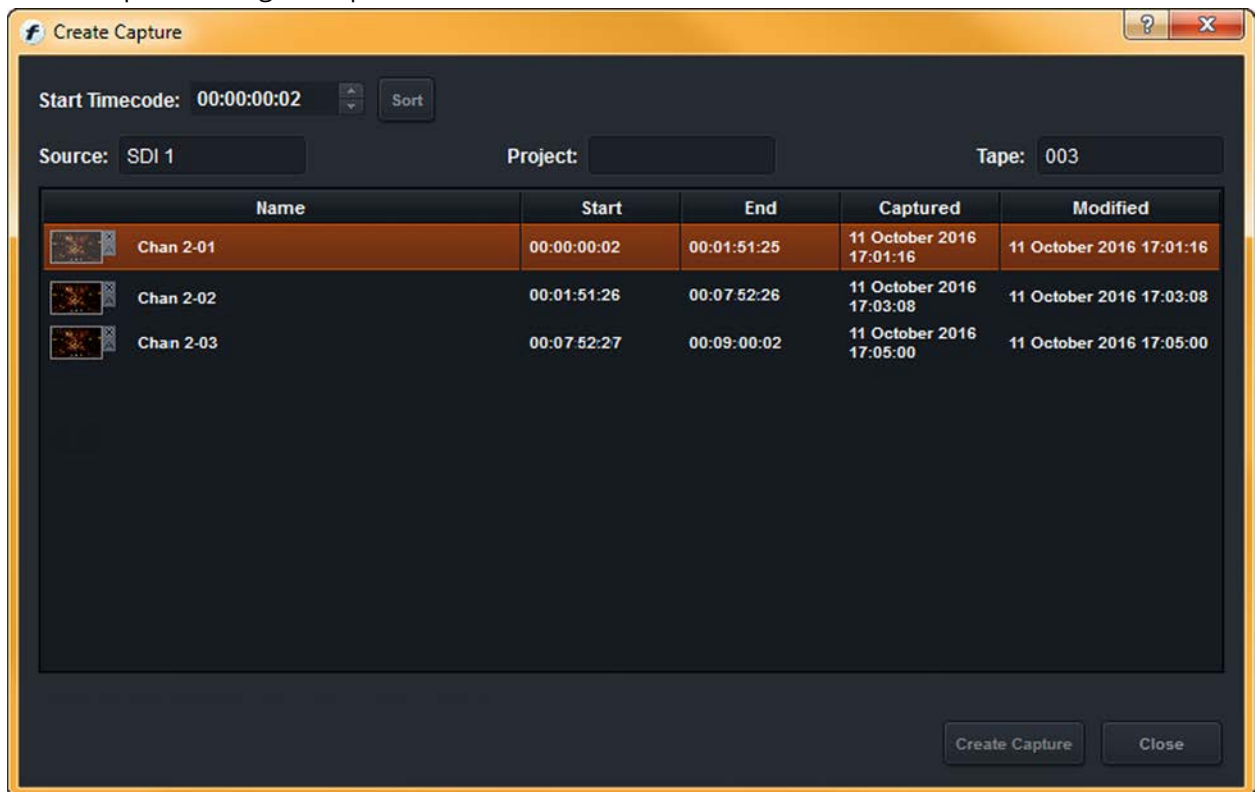 Create Capture
Start Timecode: 00:00:00:02 Sort
Source: SDI 1 Project: Tape: 003
Name Start End Captured Modified
Chan 2-01 00:00:00:02 00:01:51:25 11 October 2016 17:01:16 11 October 2016 17:01:16
Chan 2-02 00:01:51:26 00:07:52:26 11 October 2016 17:03:08 11 October 2016 17:03:08
Chan 2-03 00:07:52:27 00:09:00:02 11 October 2016 17:05:00 11 October 2016 17:05:00
Create Capture Close